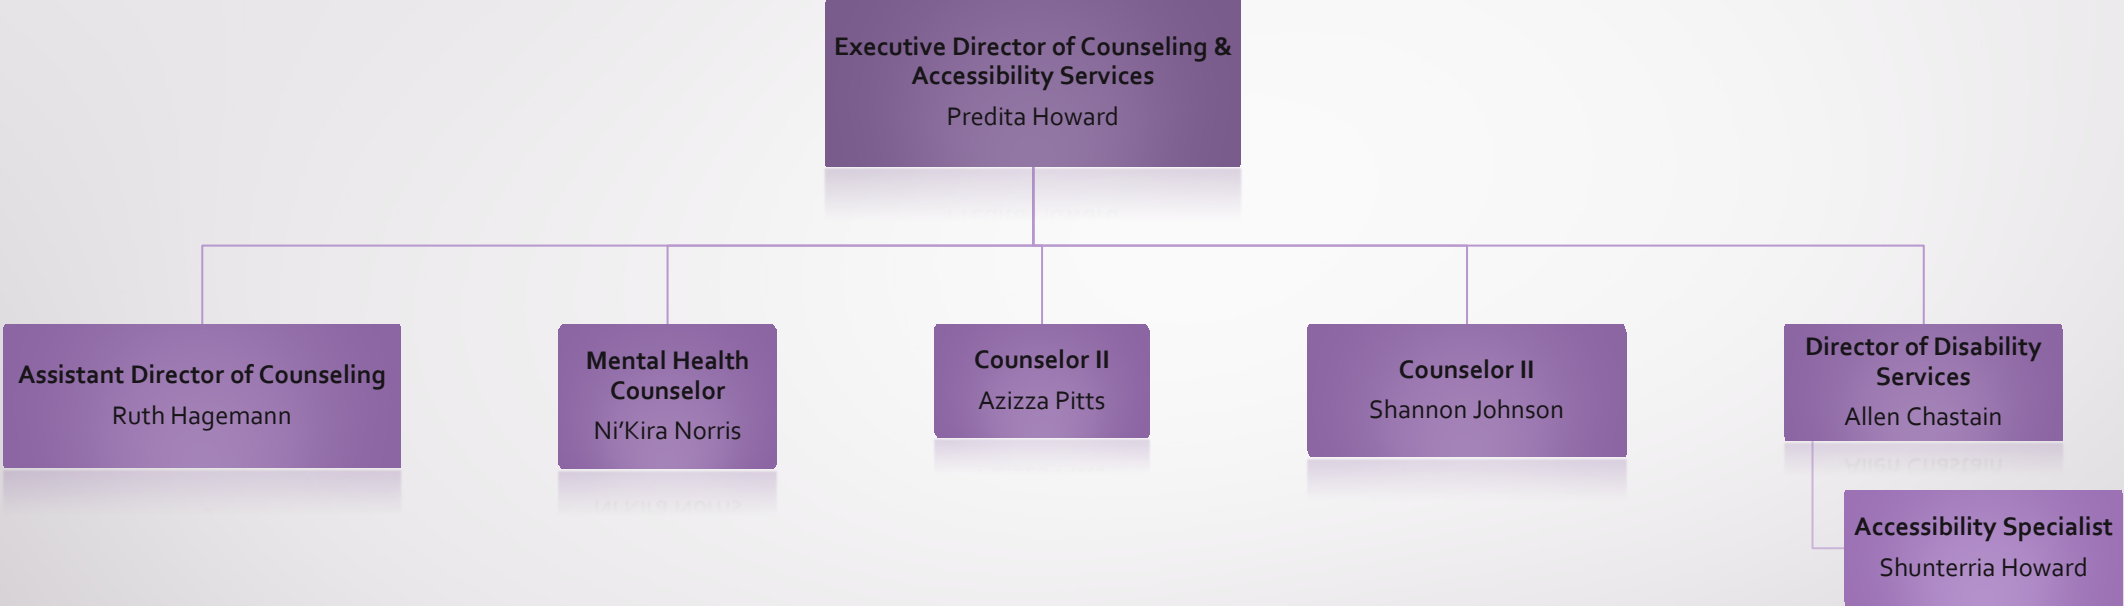 Executive Director of Counseling &
Accessibility Services
Predita Howard
Assistant Director of Counseling
Ruth Hagemann
Mental Health
Counselor
Ni’Kira Norris
Counselor II
Azizza Pitts
Counselor II
Shannon Johnson
Director of Disability
Services
Allen Chastain
Accessibility Specialist
Shunterria Howard